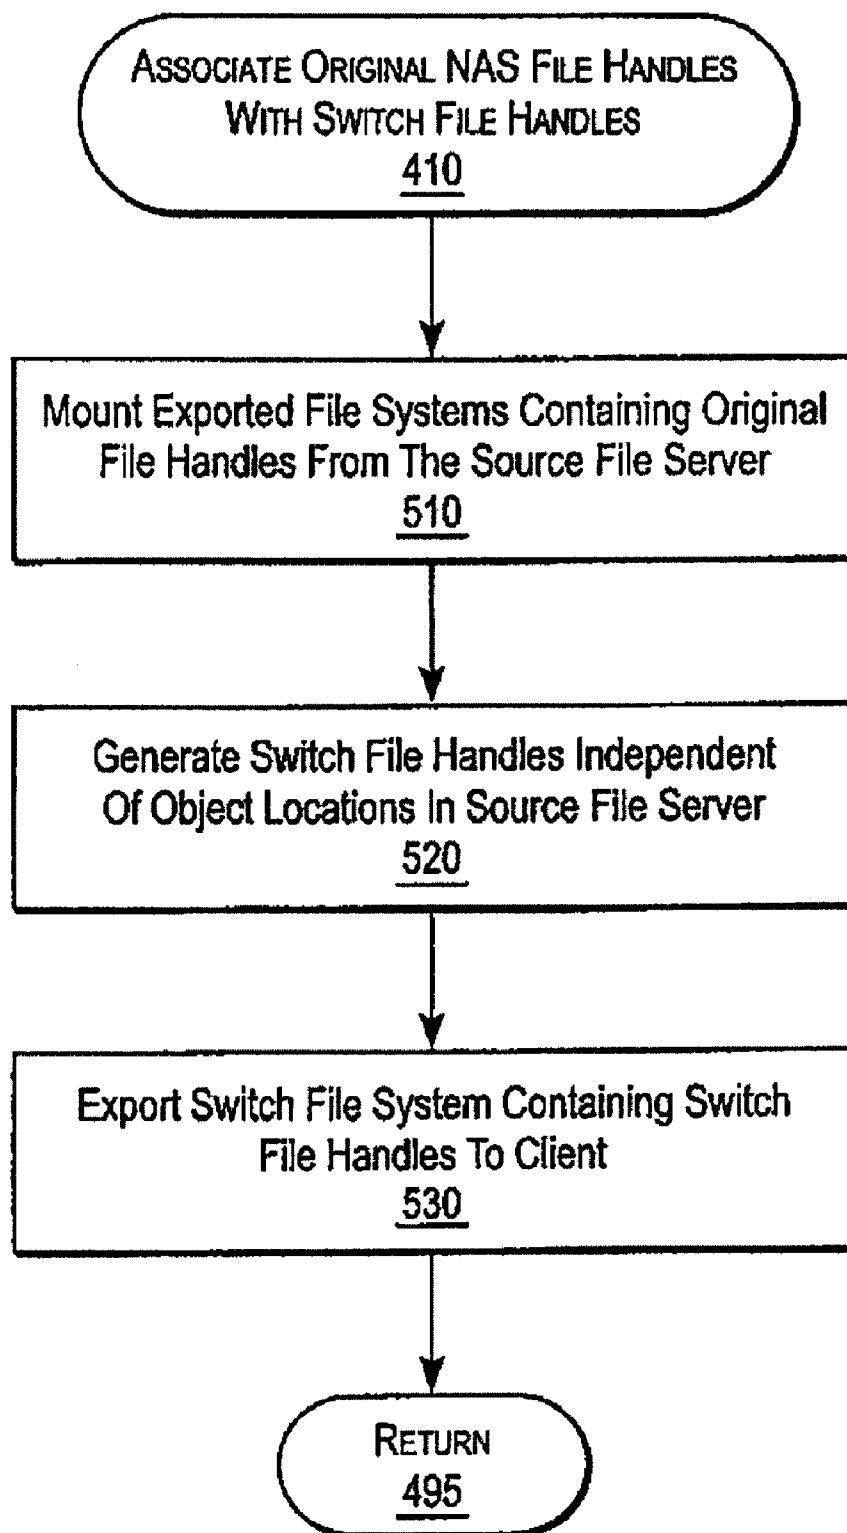 ASSOCIATE ORIGINAL NAS FILE HANDLES
WITH SWITCH FILE HANDLES
410
Mount Exported File Systems Containing Original
File Handles From The Source File Server
510
Generate Switch File Handles Independent
Of Object Locations In Source File Server
520
Export Switch File System Containing Switch
File Handles To Client
530
RETURN
495